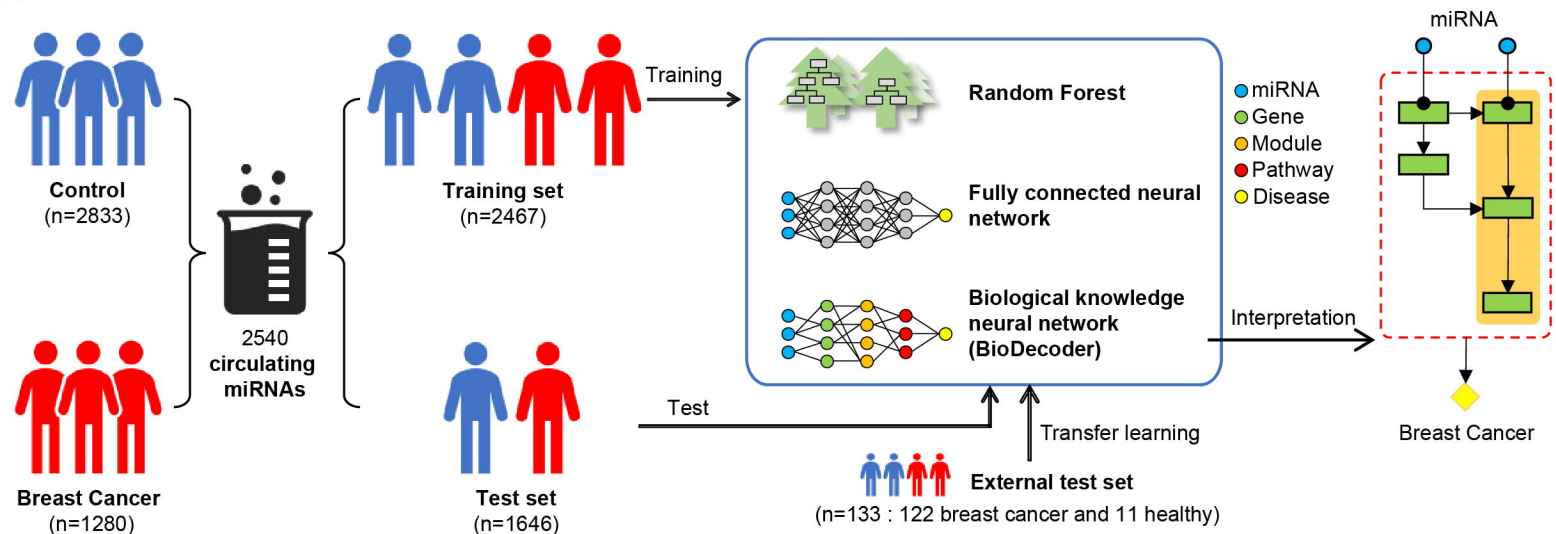 Control
(n=2833)
Breast Cancer
(n=1280)
2540
circulating
miRNAs
Training set
(n=2467)
Test set
(n=1646)
Training
Test
Random Forest
Fully connected neural
network
Biological knowledge
neural network
(BioDecoder)
Transfer learning
External test set
(n=133 : 122 breast cancer and 11 healthy)
miRNA
Gene
Module
Pathway
Disease
Interpretation
miRNA
Breast Cancer